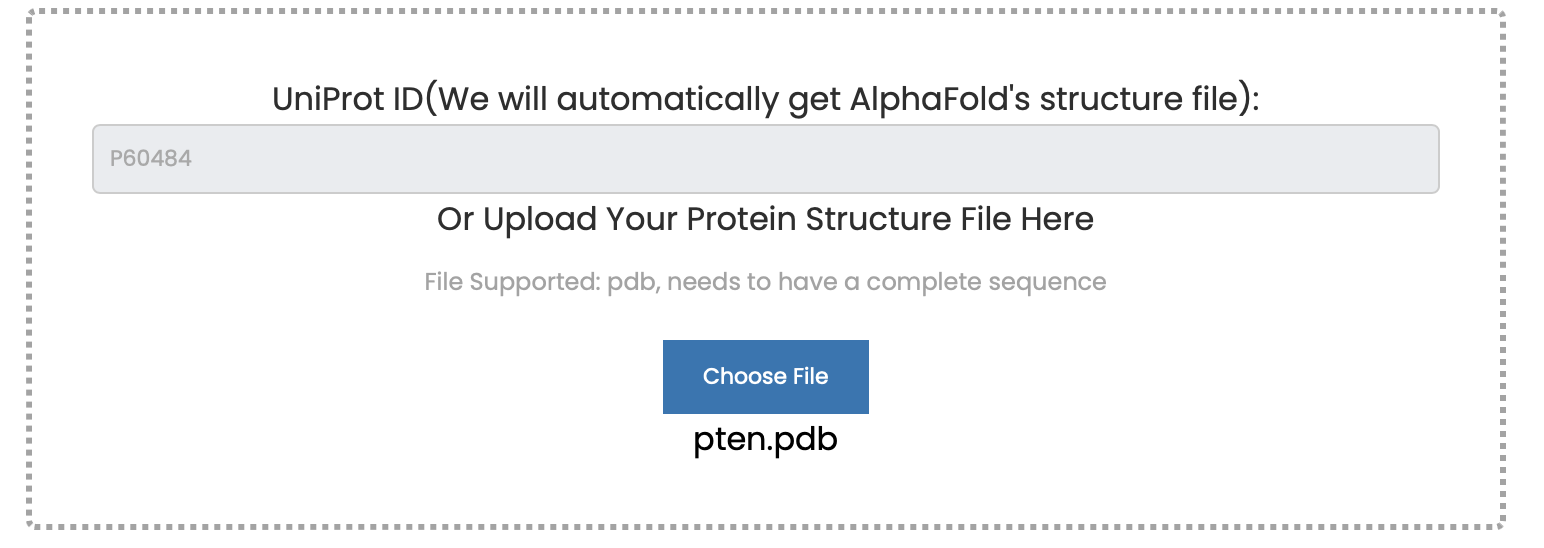 UniProt ID(We will automatically get AlphaFold's structure file):
P60484
Or Upload Your Protein Structure File Here
File Supported: pdb, needs to have a complete sequence
Choose File
pten.pdb